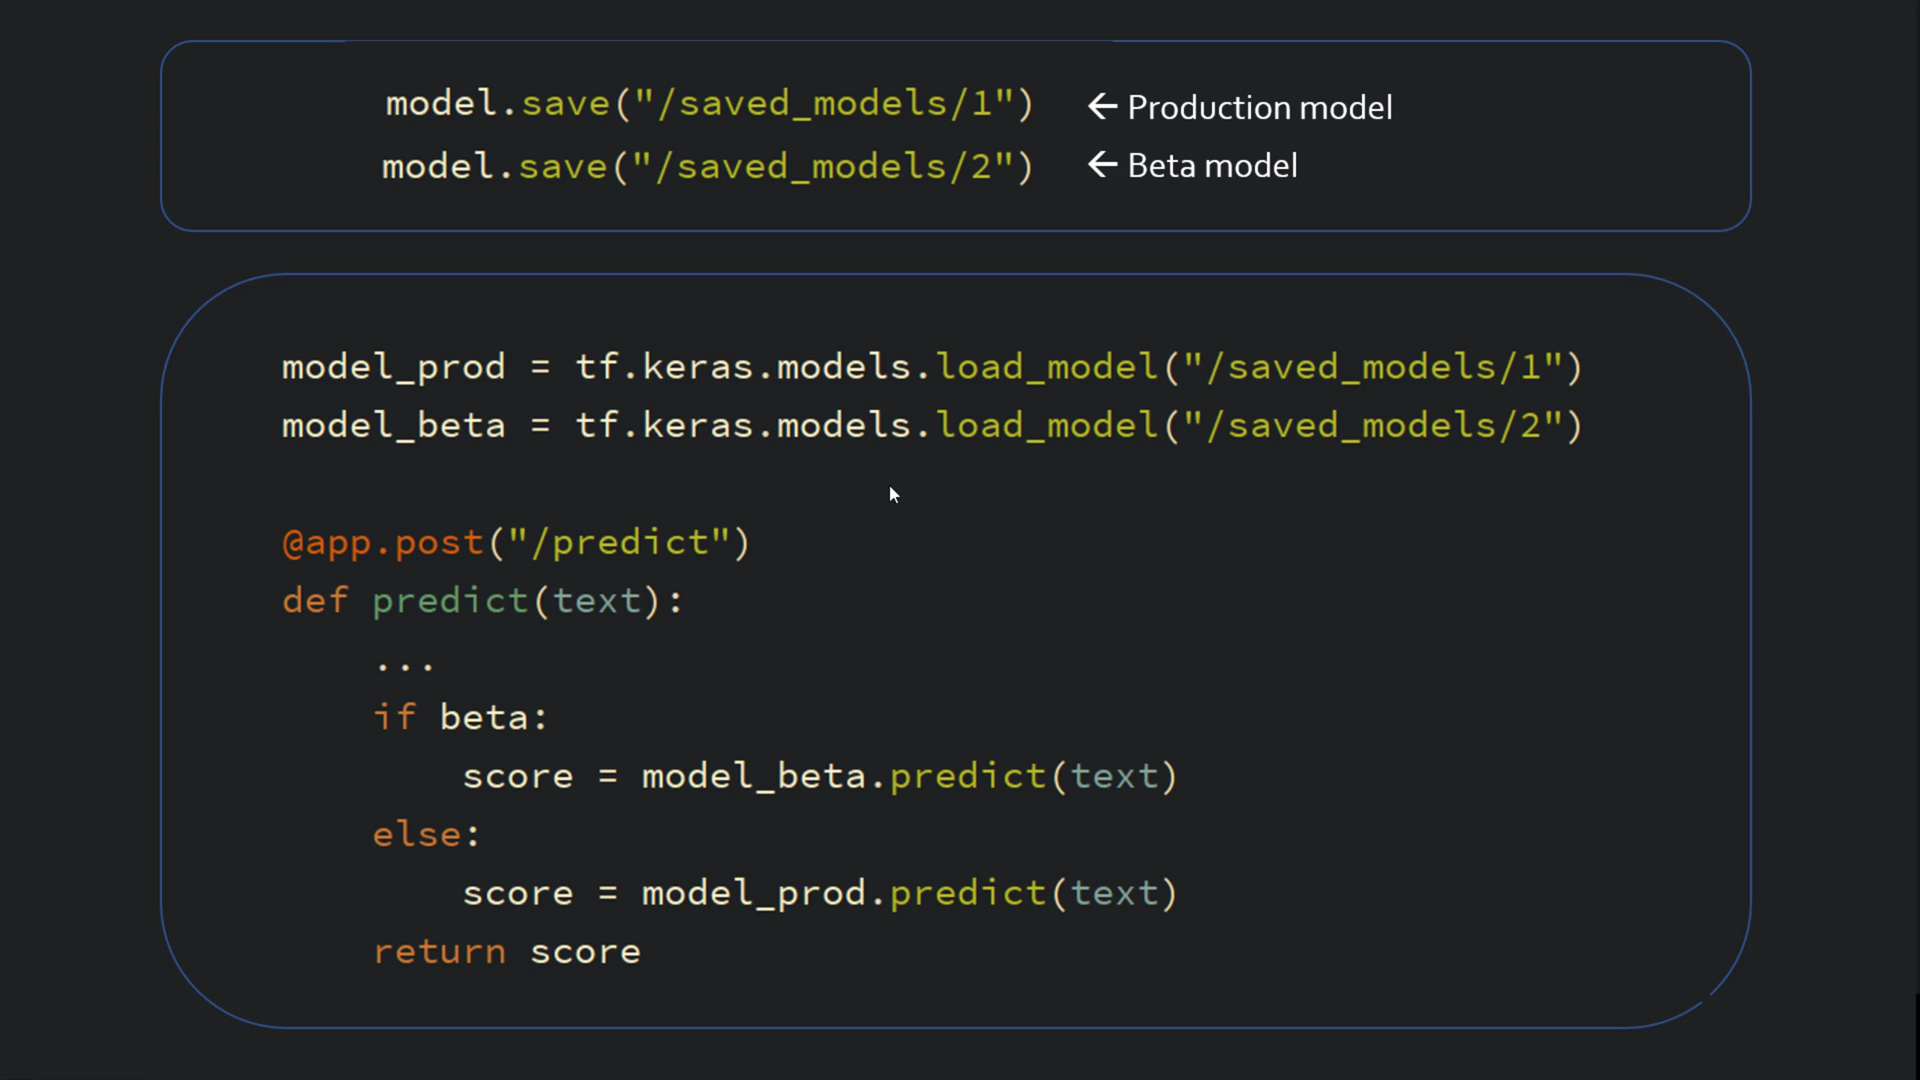 model.save("/saved_models/1") ← Production model
model.save("/saved_models/2") ← Beta model
model_prod = tf.keras.models.load_model("/saved_models/1")
model_beta = tf.keras.models.load_model("/saved_models/2")
@app.post("/predict")
def predict(text):
    ...
    if beta:
        score = model_beta.predict(text)
    else:
        score = model_prod.predict(text)
    return score